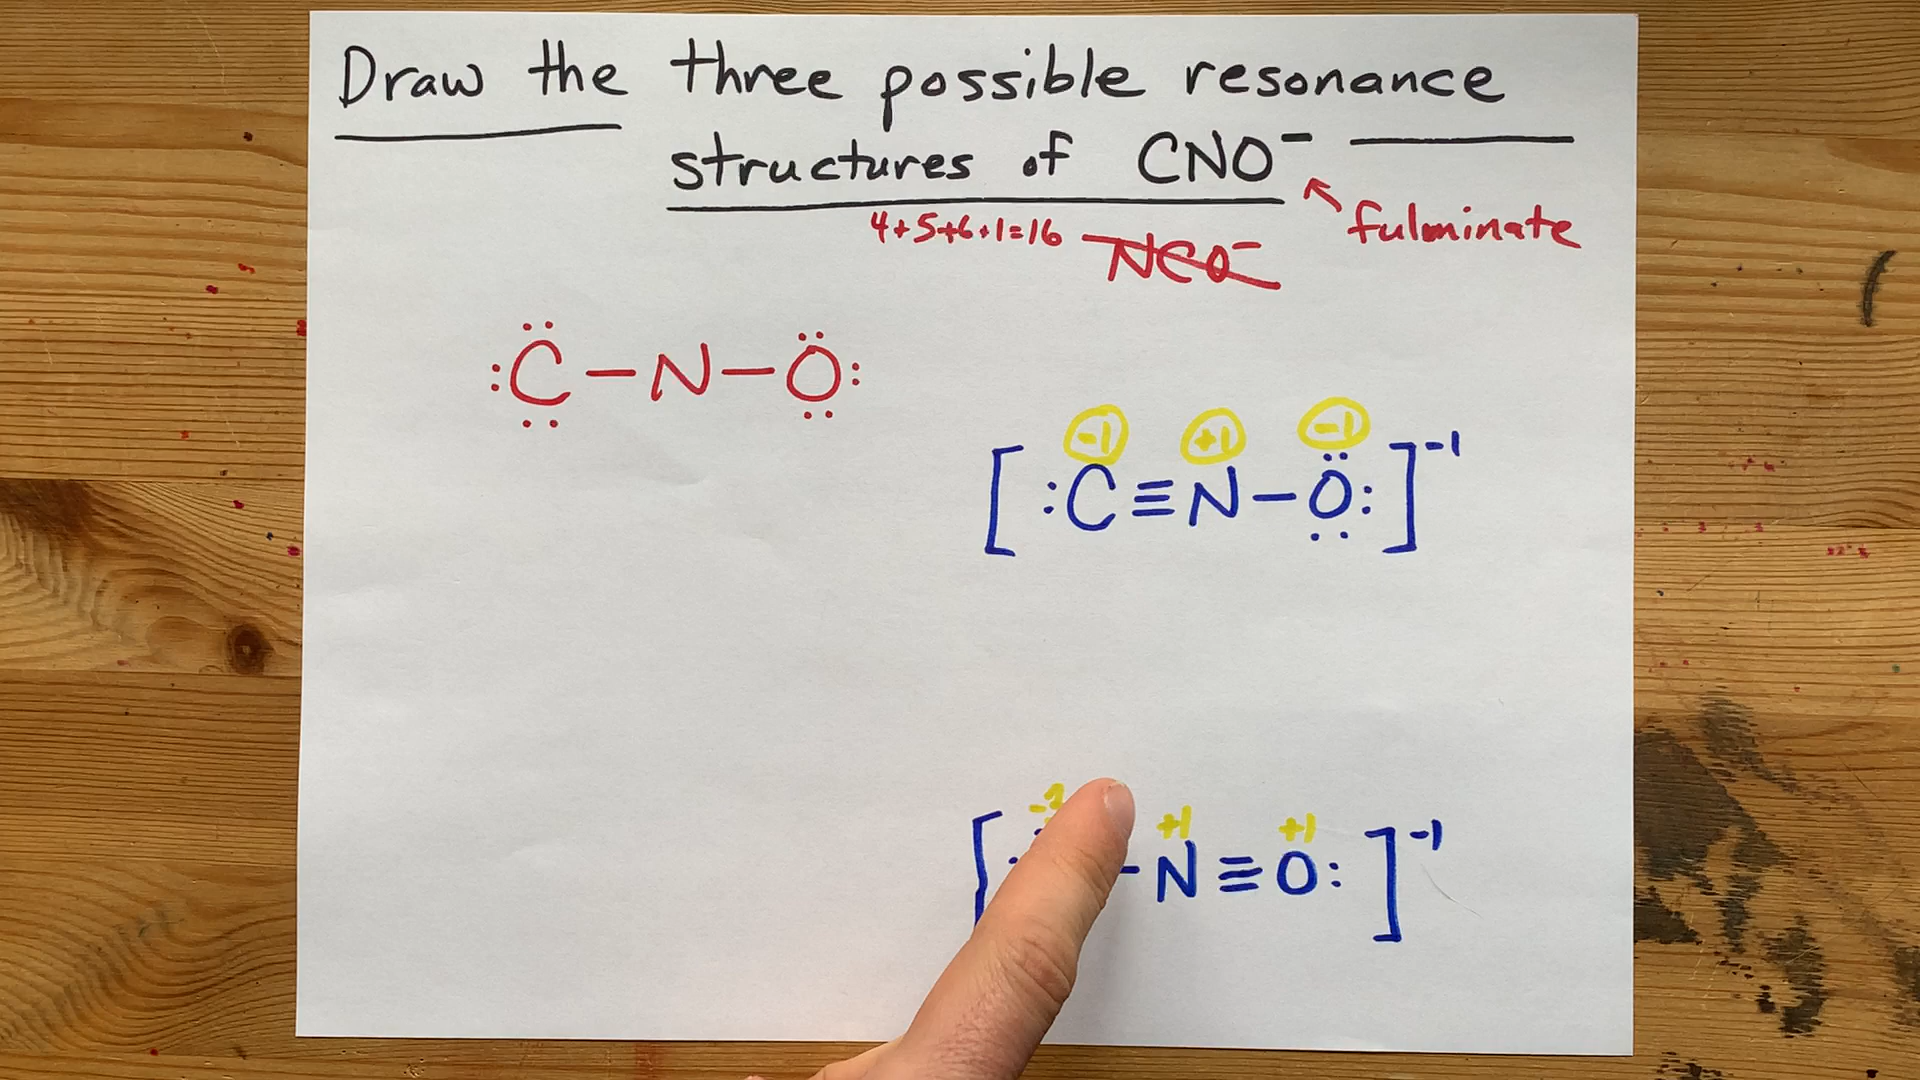 Draw the three possible resonance
structures of CNO⁻
4+5+6+1=16
NCO⁻
fulminate
:C̈-N-Ö:
-1 +1 -1
[:C≡N-Ö:]⁻¹
+1 +1
-N≡O:]⁻¹